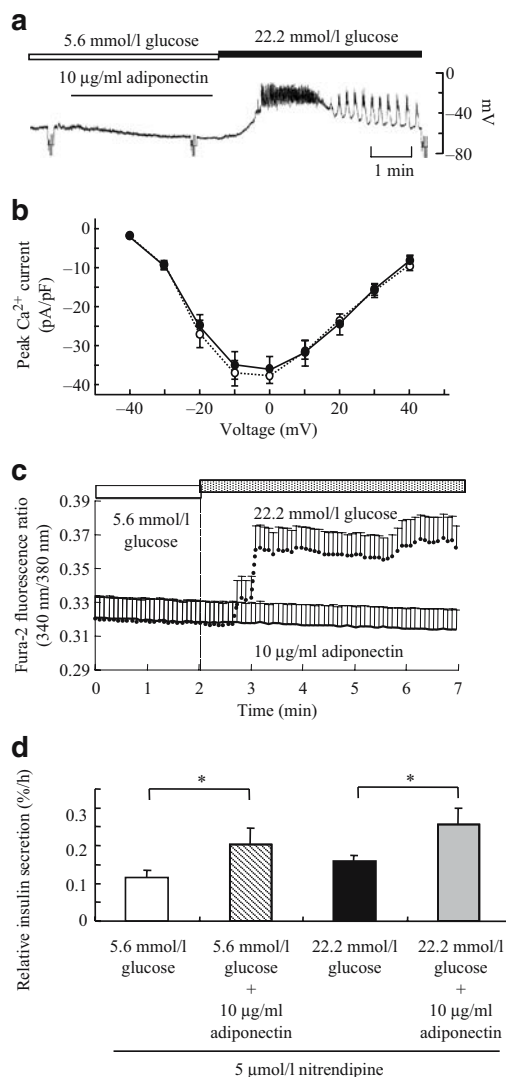 a
5.6 mmol/l glucose 22.2 mmol/l glucose
10 µg/ml adiponectin
0
−40
−80
mV
1 min
b
0
−10
−20
−30
−40
Peak Ca²⁺ current
(pA/pF)
−40 −20 0 20 40
Voltage (mV)
c
0.39
0.37
0.33
0.31
0.29
Fura-2 fluorescence ratio
(340 nm/380 nm)
5.6 mmol/l
glucose
22.2 mmol/l glucose
10 µg/ml adiponectin
0 1 2 3 4 5 6 7
Time (min)
d
Relative insulin secretion (%/h)
0.3
0.2
0.1
0
* *
5.6 mmol/l
glucose
5.6 mmol/l
glucose
+
10 µg/ml
adiponectin
22.2 mmol/l
glucose
22.2 mmol/l
glucose
+
10 µg/ml
adiponectin
5 µmol/l nitrendipine